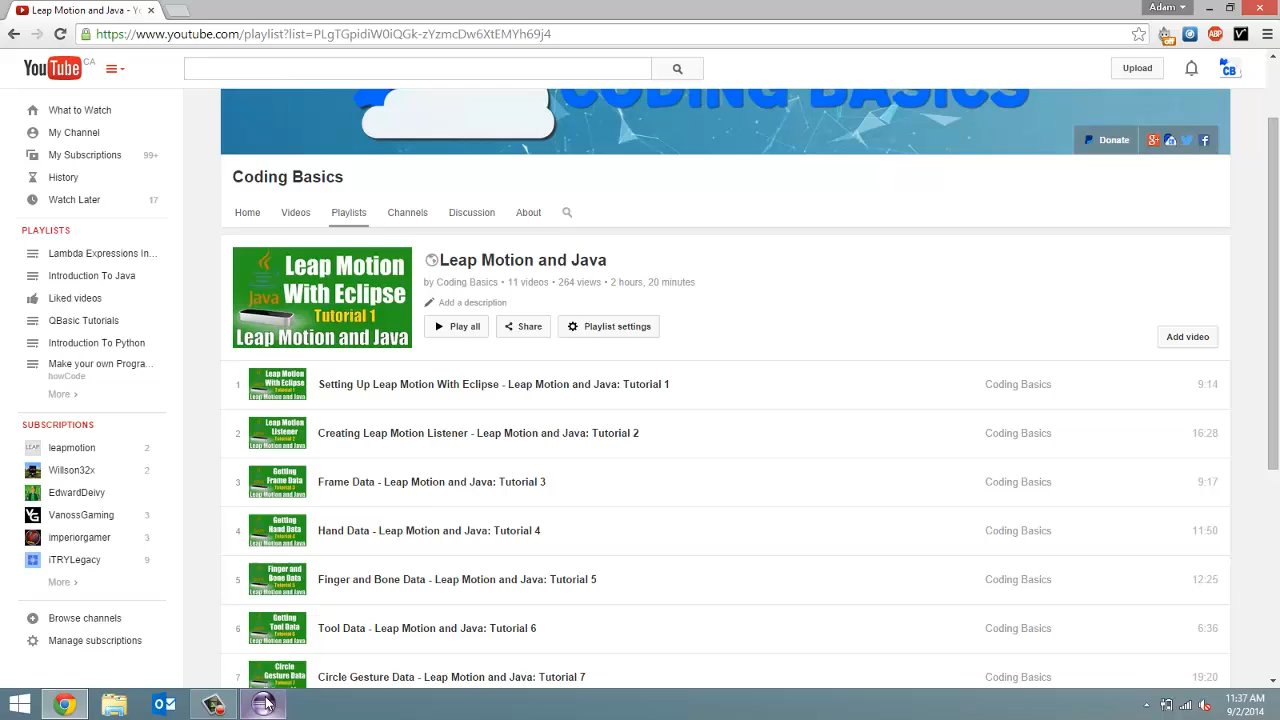 Leap Motion and Java - Yo
Adam
https://www.youtube.com/playlist?list=PLgTGpidiW0iQGk-zYzmcDw6XtEMYh69j4
off
ABP
YouTube CA
Upload
CB
CODING BASICS
What to Watch
My Channel
My Subscriptions 99+
History
Watch Later 17
PLAYLISTS
Lambda Expressions In...
Introduction To Java
Liked videos
QBasic Tutorials
Introduction To Python
Make your own Progra...
howCode
More ›
SUBSCRIPTIONS
leapmotion 2
Willson32x 2
EdwardDeivy
VanossGaming 3
imperiorgamer 3
iTRYLegacy 9
More ›
Browse channels
Manage subscriptions
Donate
Coding Basics
Home Videos Playlists Channels Discussion About
Leap Motion
With Eclipse
Java
Tutorial 1
Leap Motion and Java
Leap Motion and Java
by Coding Basics • 11 videos • 264 views • 2 hours, 20 minutes
Add a description
Play all Share Playlist settings
Add video
1 Setting Up Leap Motion With Eclipse - Leap Motion and Java: Tutorial 1 Coding Basics 9:14
2 Creating Leap Motion Listener - Leap Motion and Java: Tutorial 2 Coding Basics 16:28
3 Frame Data - Leap Motion and Java: Tutorial 3 Coding Basics 9:17
4 Hand Data - Leap Motion and Java: Tutorial 4 Coding Basics 11:50
5 Finger and Bone Data - Leap Motion and Java: Tutorial 5 Coding Basics 12:25
6 Tool Data - Leap Motion and Java: Tutorial 6 Coding Basics 6:36
7 Circle Gesture Data - Leap Motion and Java: Tutorial 7 Coding Basics 19:20
11:37 AM
9/2/2014